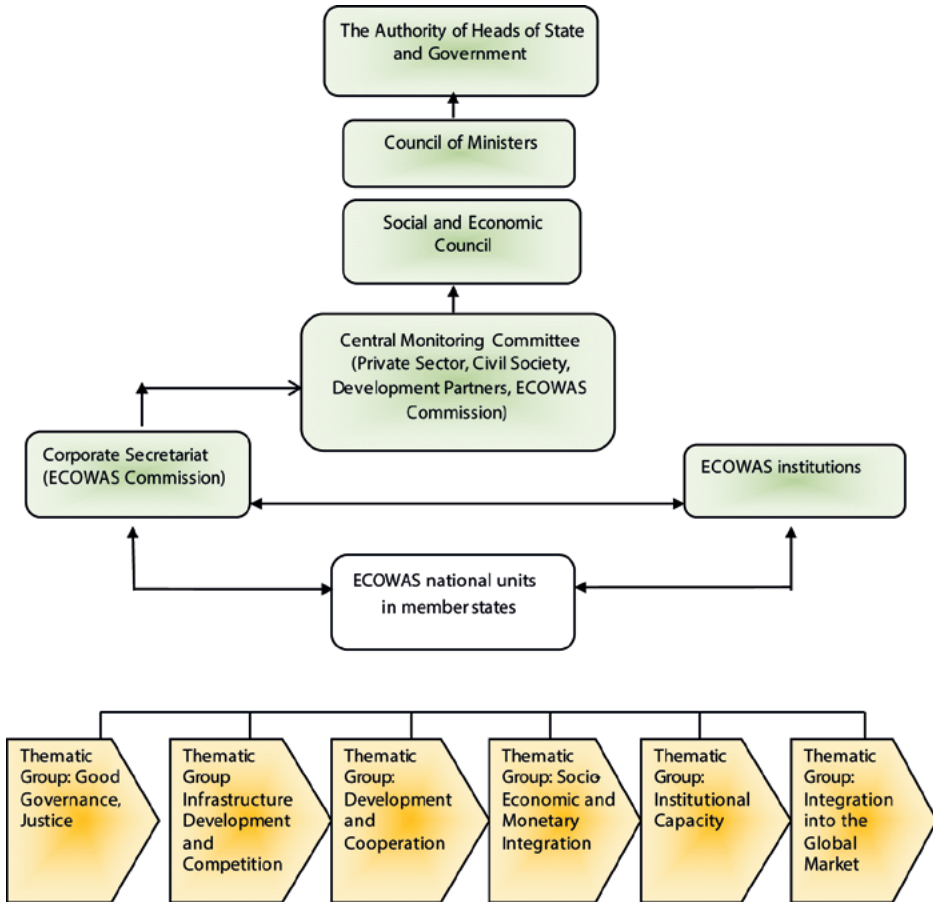 The Authority of Heads of State
and Government
Council of Ministers
Social and Economic
Council
Central Monitoring Committee
(Private Sector, Civil Society,
Development Partners, ECOWAS
Commission)
Corporate Secretariat
(ECOWAS Commission)
ECOWAS institutions
ECOWAS national units
in member states
Thematic
Group: Good
Governance,
Justice
Thematic
Group
Infrastructure
Development
and
Competition
Thematic
Group:
Development
and
Cooperation
Thematic
Group: Socio-
Economic and
Monetary
Integration
Thematic
Group:
Institutional
Capacity
Thematic
Group:
Integration
into the
Global
Market